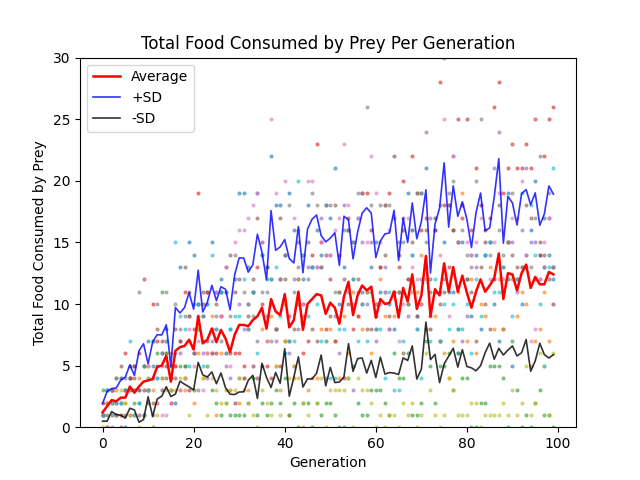 Total Food Consumed by Prey Per Generation
Average
+SD
-SD
Total Food Consumed by Prey
30
25
20
15
10
5
0
0 20 40 60 80 100
Generation